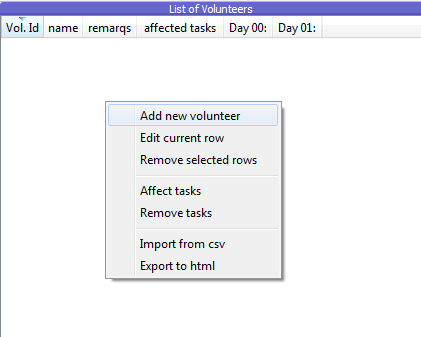 List of Volunteers
Vol. Id name remarqs affected tasks Day 00: Day 01:
Add new volunteer
Edit current row
Remove selected rows
Affect tasks
Remove tasks
Import from csv
Export to html